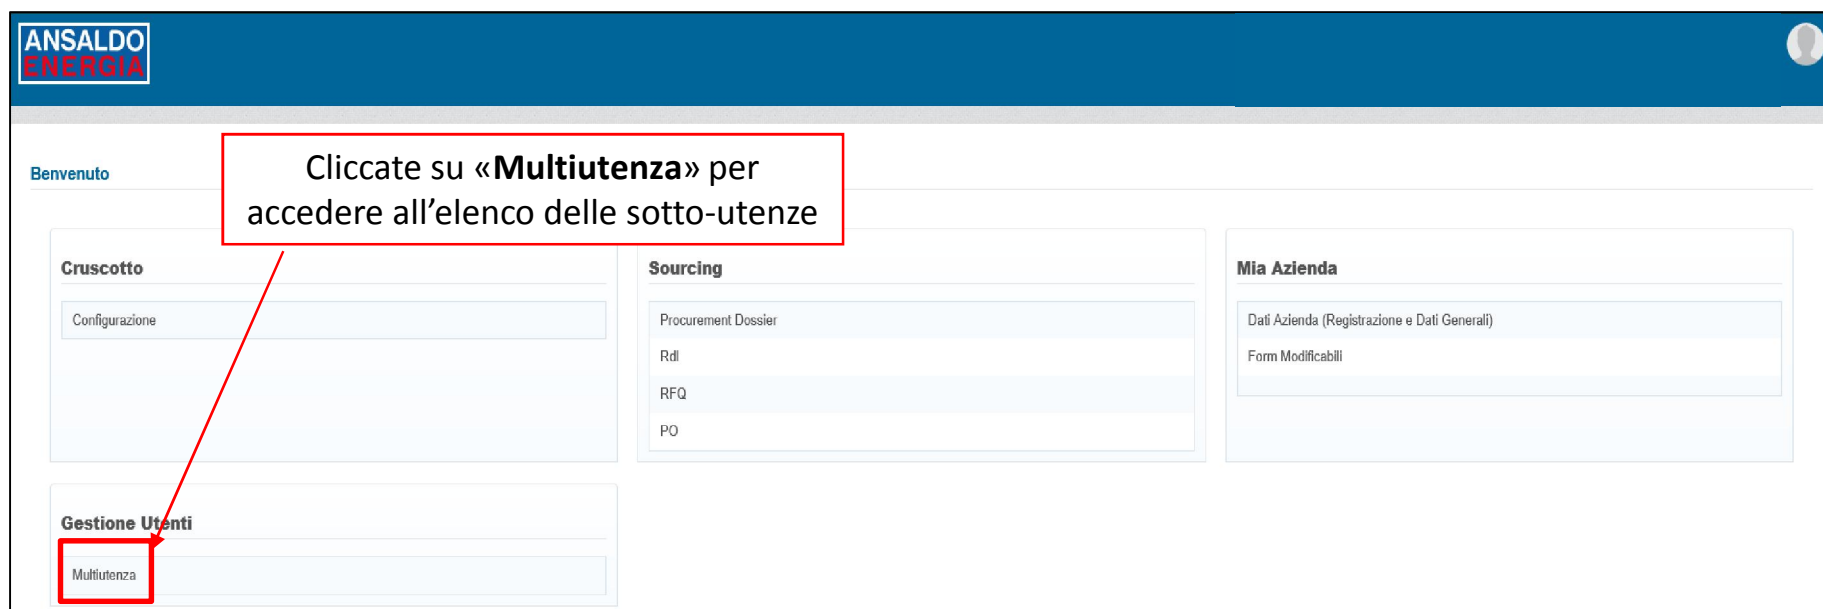 ANSALDO
ENERGIA
Benvenuto
Cliccate su «Multiutenza» per
accedere all’elenco delle sotto-utenze
Cruscotto
Configurazione
Sourcing
Procurement Dossier
RdI
RFQ
PO
Mia Azienda
Dati Azienda (Registrazione e Dati Generali)
Form Modificabili
Gestione Utenti
Multiutenza